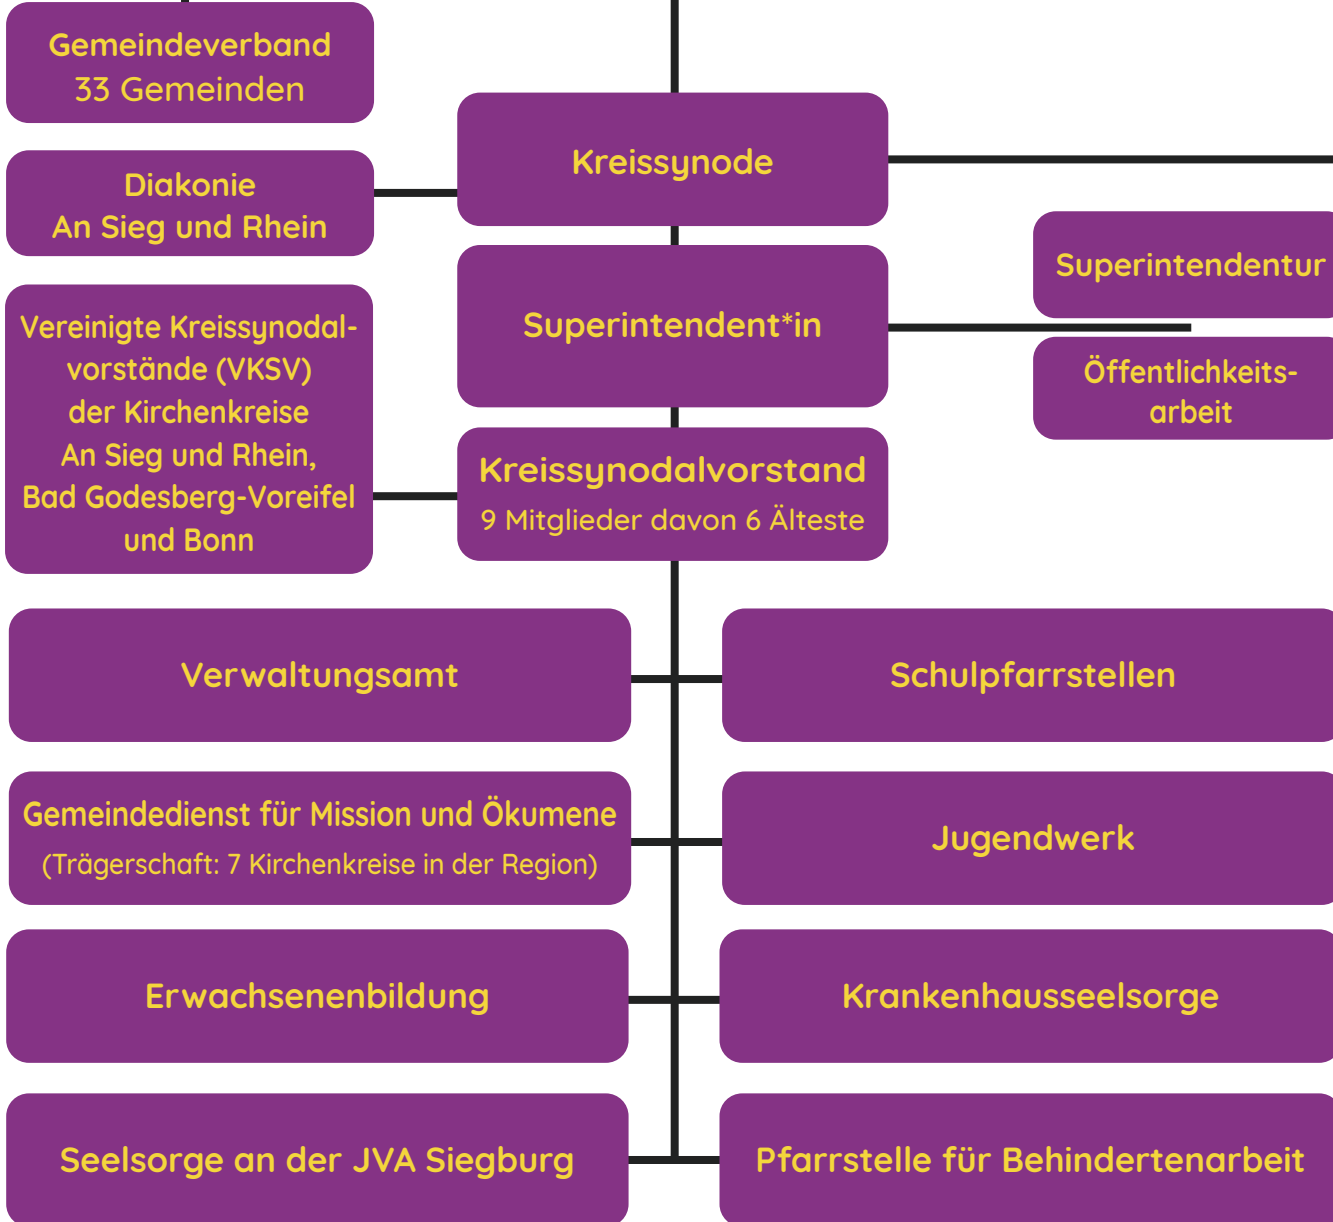 Gemeindeverband
33 Gemeinden
Kreissynode
Diakonie
An Sieg und Rhein
Superintendentur
Superintendent*in
Vereinigte Kreissynodal-
vorstände (VKSV)
der Kirchenkreise
An Sieg und Rhein,
Bad Godesberg-Voreifel
und Bonn
Öffentlichkeits-
arbeit
Kreissynodalvorstand
9 Mitglieder davon 6 Älteste
Verwaltungsamt
Schulpfarrstellen
Gemeindedienst für Mission und Ökumene
(Trägerschaft: 7 Kirchenkreise in der Region)
Jugendwerk
Erwachsenenbildung
Krankenhausseelsorge
Seelsorge an der JVA Siegburg
Pfarrstelle für Behindertenarbeit